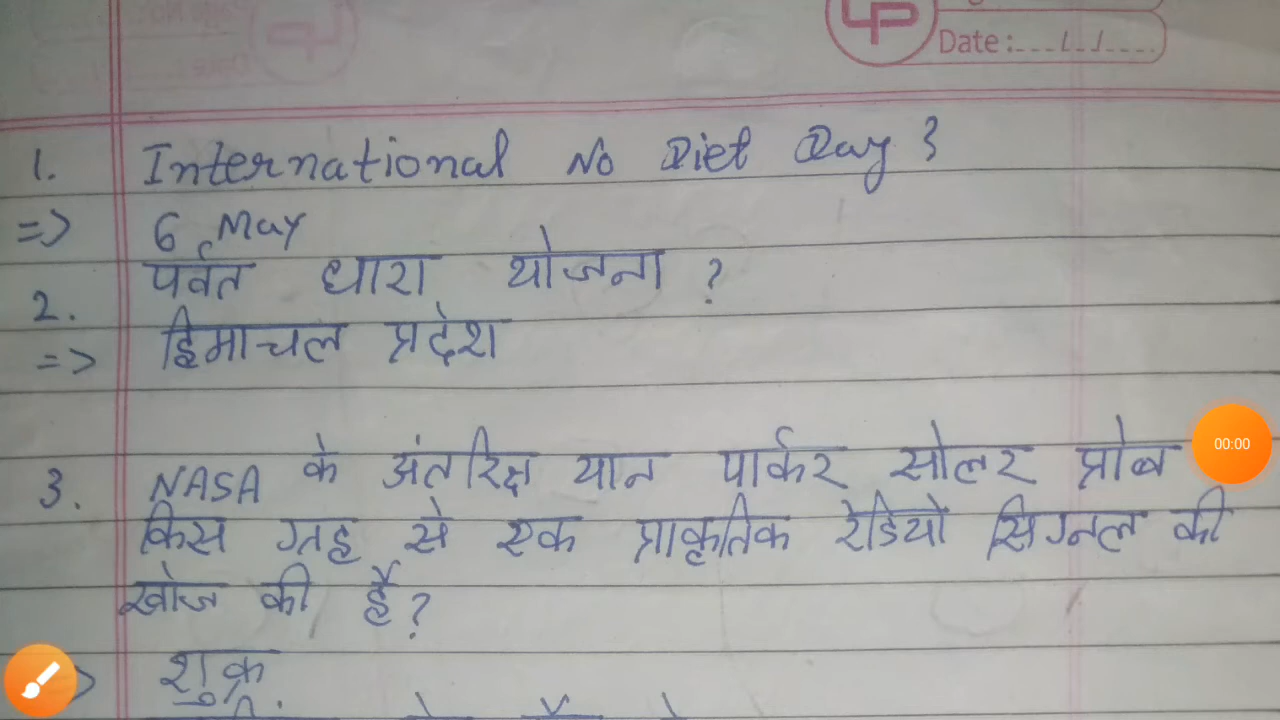 Date :
1. International No Diet Day ?
=> 6 May
2. पर्वत धारा योजना ?
=> हिमाचल प्रदेश
3. NASA के अंतरिक्ष यान पार्कर सोलर प्रोब
किस ग्रह से एक प्राकृतिक रेडियो सिग्नल की
खोज की है ?
शुक्र
00:00